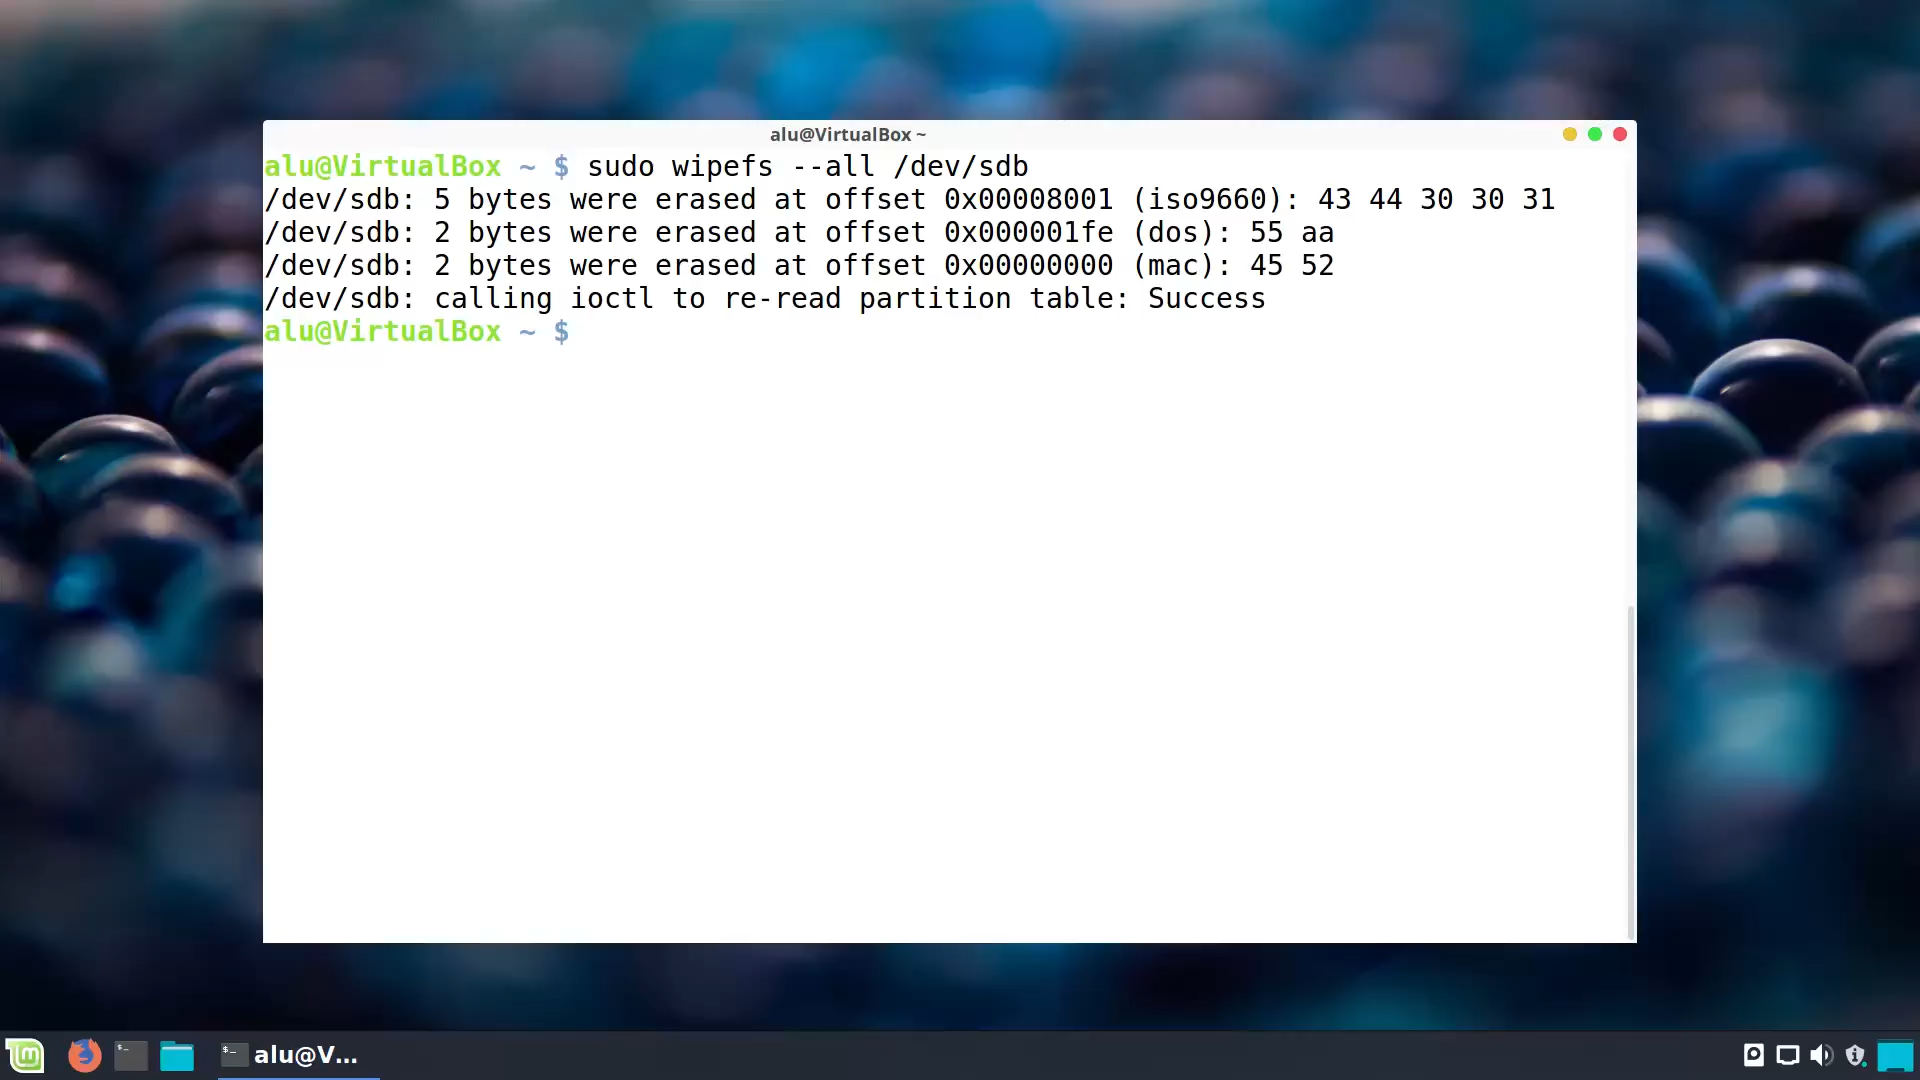 alu@VirtualBox ~
alu@VirtualBox ~ $ sudo wipefs --all /dev/sdb
/dev/sdb: 5 bytes were erased at offset 0x00008001 (iso9660): 43 44 30 30 31
/dev/sdb: 2 bytes were erased at offset 0x000001fe (dos): 55 aa
/dev/sdb: 2 bytes were erased at offset 0x00000000 (mac): 45 52
/dev/sdb: calling ioctl to re-read partition table: Success
alu@VirtualBox ~ $
alu@V...